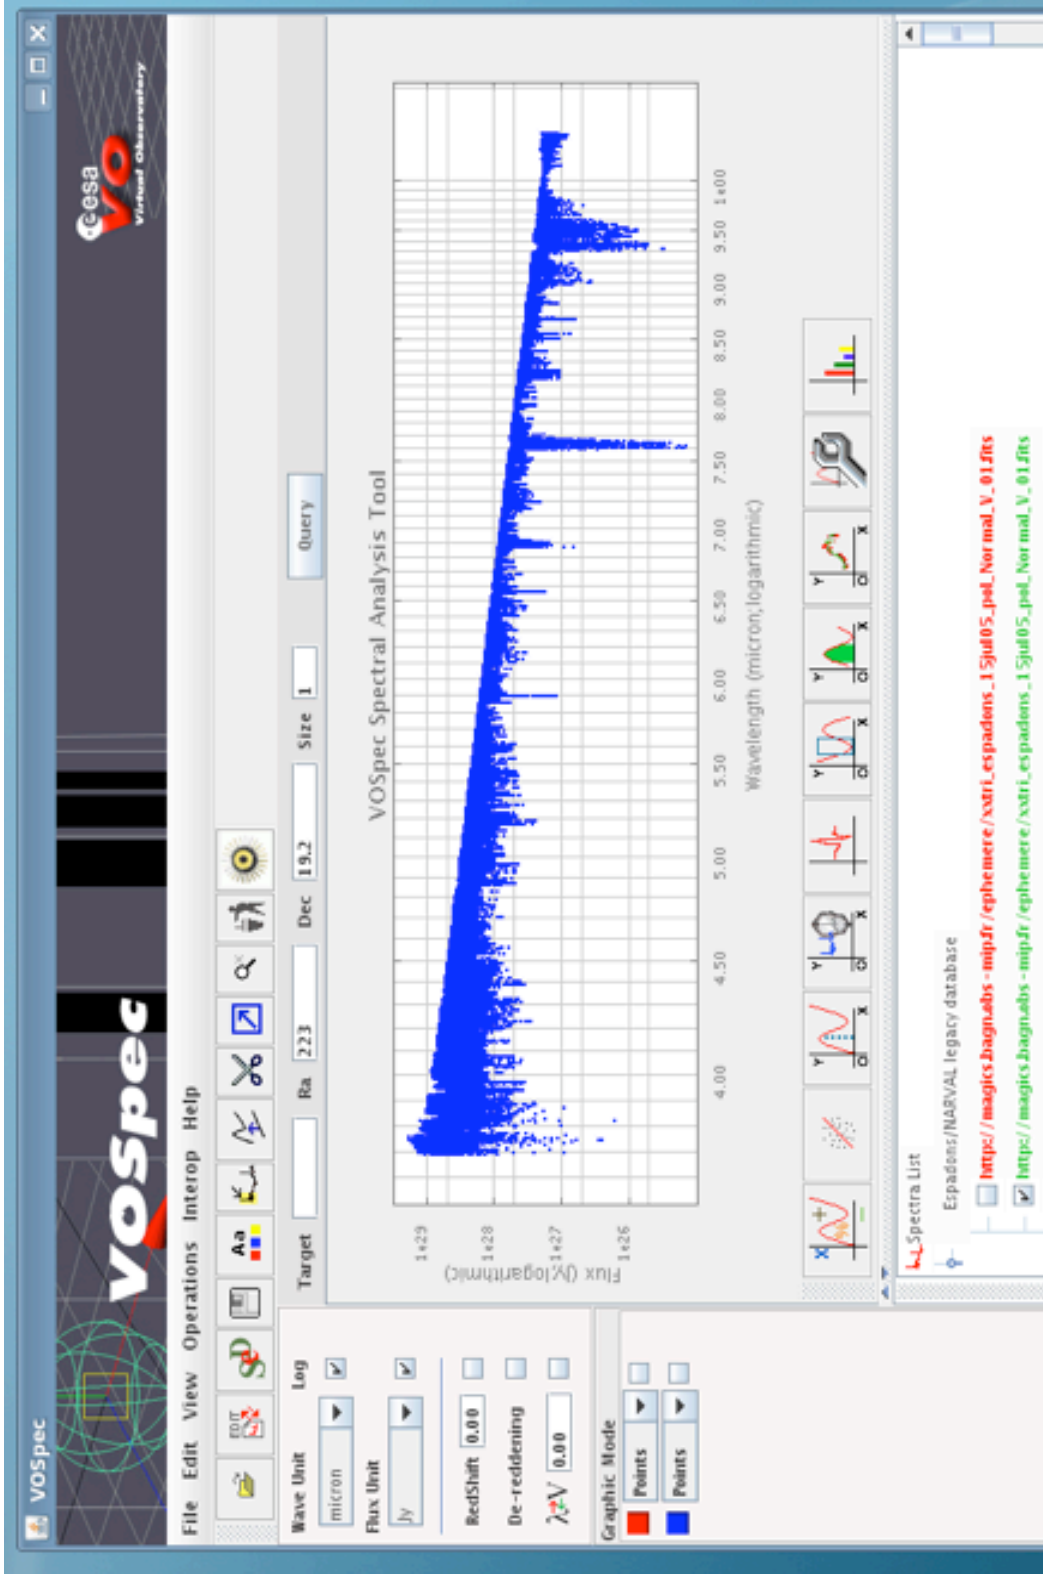 VOSpec
VOSpec
esa
VO
Virtual Observatory
File Edit View Operations Interop Help
EDIT
SeD
Aa
Target Ra 223 Dec 19.2 Size 1 Query
Wave Unit Log
micron
Flux Unit
Jy
RedShift 0.00
De-reddening
λ V 0.00
Graphic Mode
Points
Points
VOSpec Spectral Analysis Tool
Flux (Jy,logarithmic)
1e29
1e28
1e27
1e26
4.00 4.50 5.00 5.50 6.00 6.50 7.00 7.50 8.00 8.50 9.00 9.50 1e00
Wavelength (micron;logarithmic)
Spectra List
Espadons/NARVAL legacy database
http://magics.bagn.obs-mip.fr/ephemere/xxtri_espadons_15jul05_pol_Normal_V_01.fits
http://magics.bagn.obs-mip.fr/ephemere/xxtri_espadons_15jul05_pol_Normal_V_01.fits